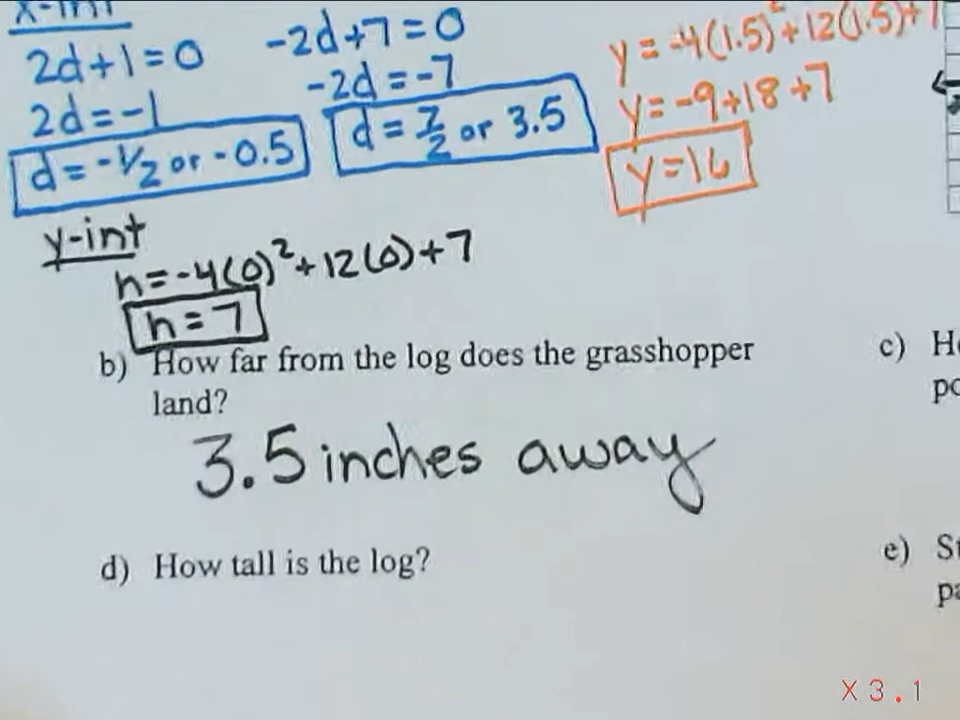 x-int
2d+1=0
2d=-1
d=-1/2 or -0.5
-2d+7=0
-2d=-7
d=7/2 or 3.5
y=-4(1.5)²+12(1.5)+7
y=-9+18+7
y=16
y-int
h=-4(0)²+12(0)+7
h=7
b) How far from the log does the grasshopper
land?
3.5 inches away
c)
d) How tall is the log?
e)
X3.1